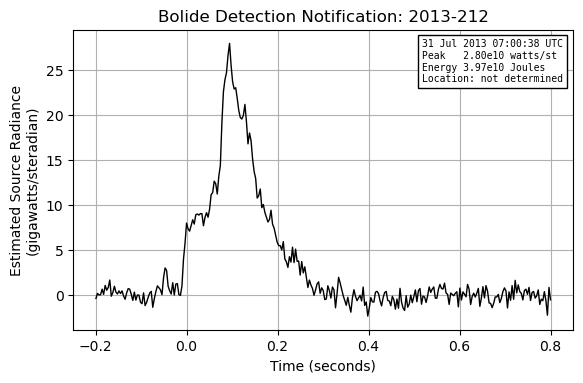 Bolide Detection Notification: 2013-212
31 Jul 2013 07:00:38 UTC
Peak   2.80e10 watts/st
Energy 3.97e10 Joules
Location: not determined
Estimated Source Radiance
(gigawatts/steradian)
25
20
15
10
5
0
−0.2 0.0 0.2 0.4 0.6 0.8
Time (seconds)